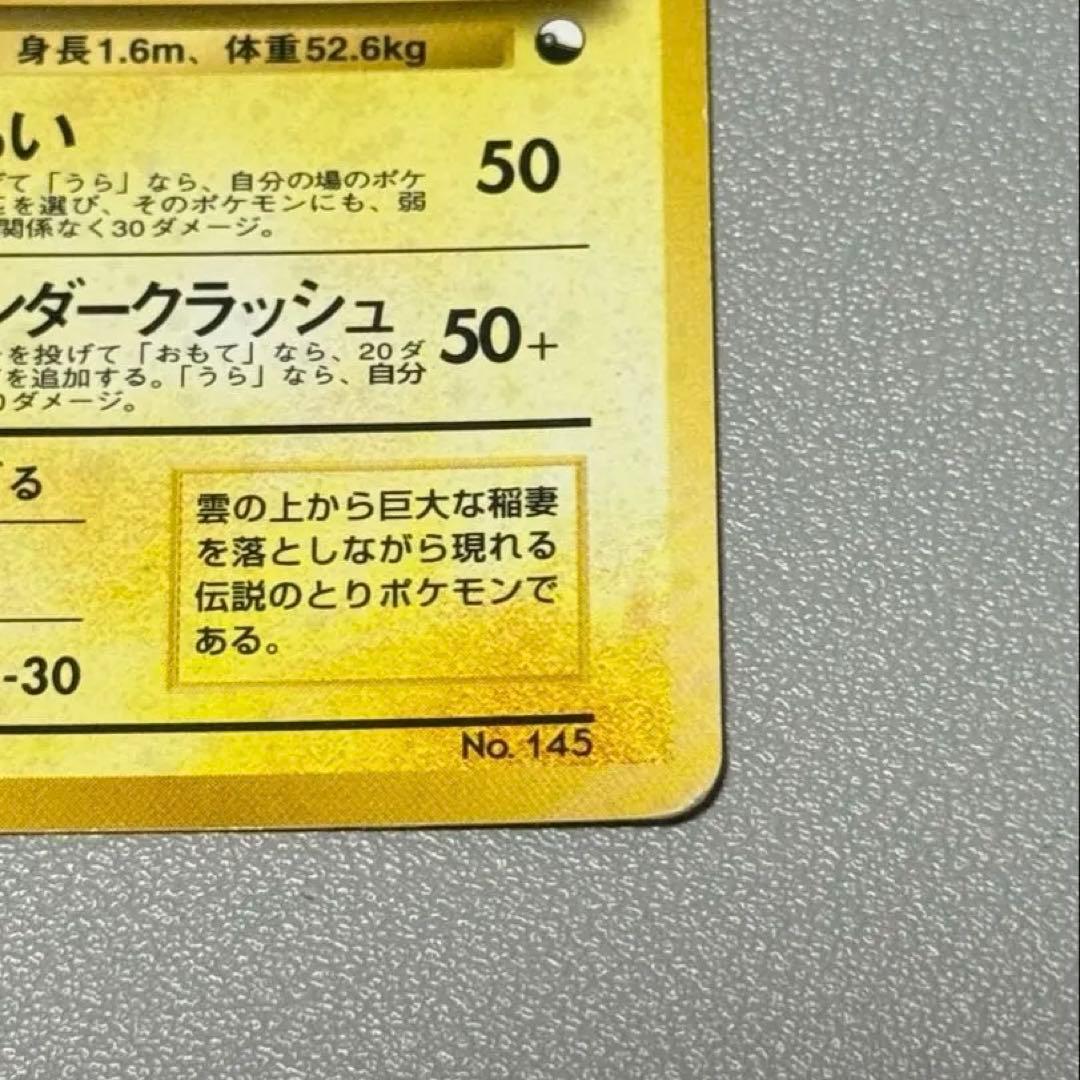 身長1.6m、体重52.6kg
らい 50
げて「うら」なら、自分の場のポケ
を選び、そのポケモンにも、弱
関係なく30ダメージ。
ンダークラッシュ 50+
を投げて「おもて」なら、20ダ
を追加する。「うら」なら、自分
0ダメージ。
る
雲の上から巨大な稲妻
を落としながら現れる
伝説のとりポケモンで
ある。
-30
No. 145